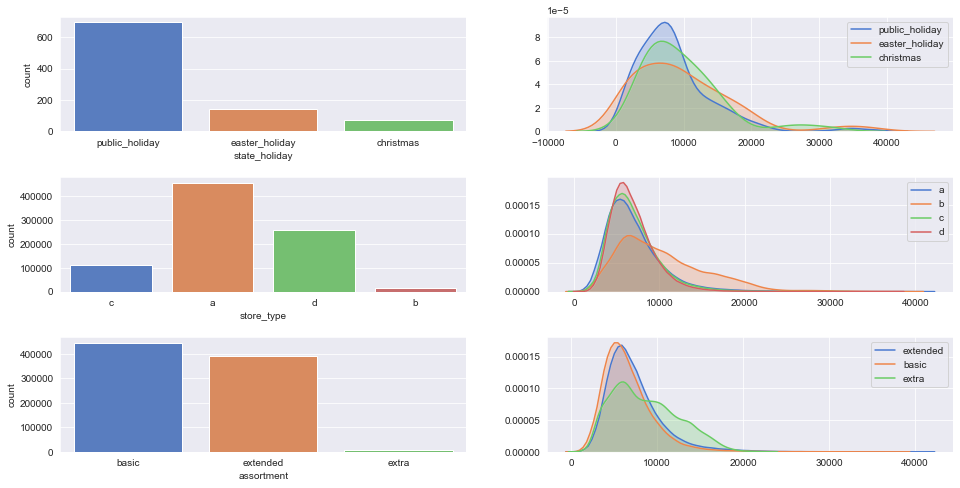 600
400
200
0
count
public_holiday easter_holiday christmas
state_holiday
1e−5
8
6
4
2
0
−10000 0 10000 20000 30000 40000
public_holiday
easter_holiday
christmas
400000
300000
200000
100000
0
count
c a d b
store_type
0.00015
0.00010
0.00005
0.00000
0 10000 20000 30000 40000
a
b
c
d
400000
300000
200000
100000
0
count
basic extended extra
assortment
0.00015
0.00010
0.00005
0.00000
0 10000 20000 30000 40000
extended
basic
extra